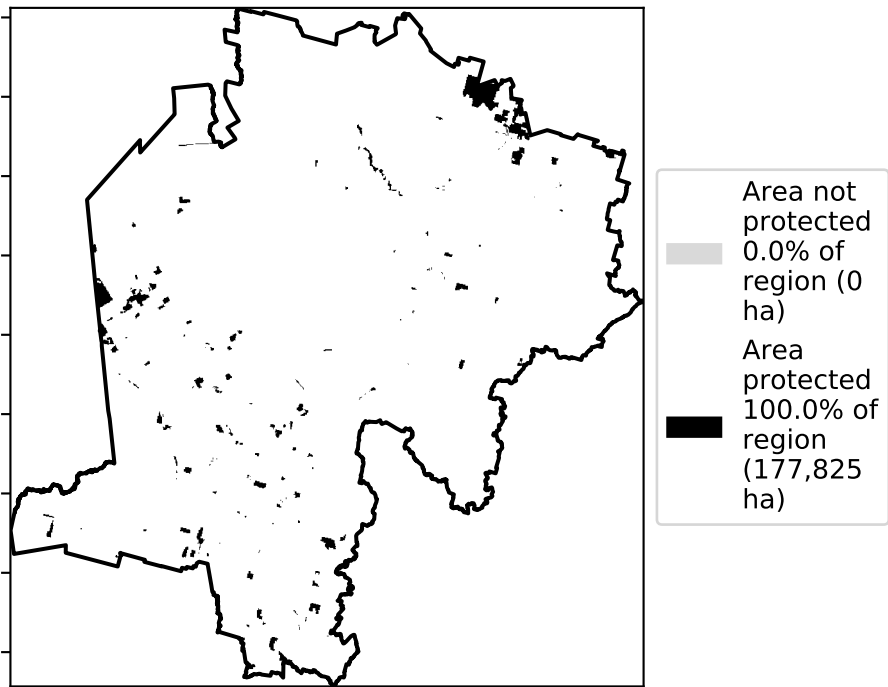 Area not
protected
0.0% of
region (0
ha)
Area
protected
100.0% of
region
(177,825
ha)